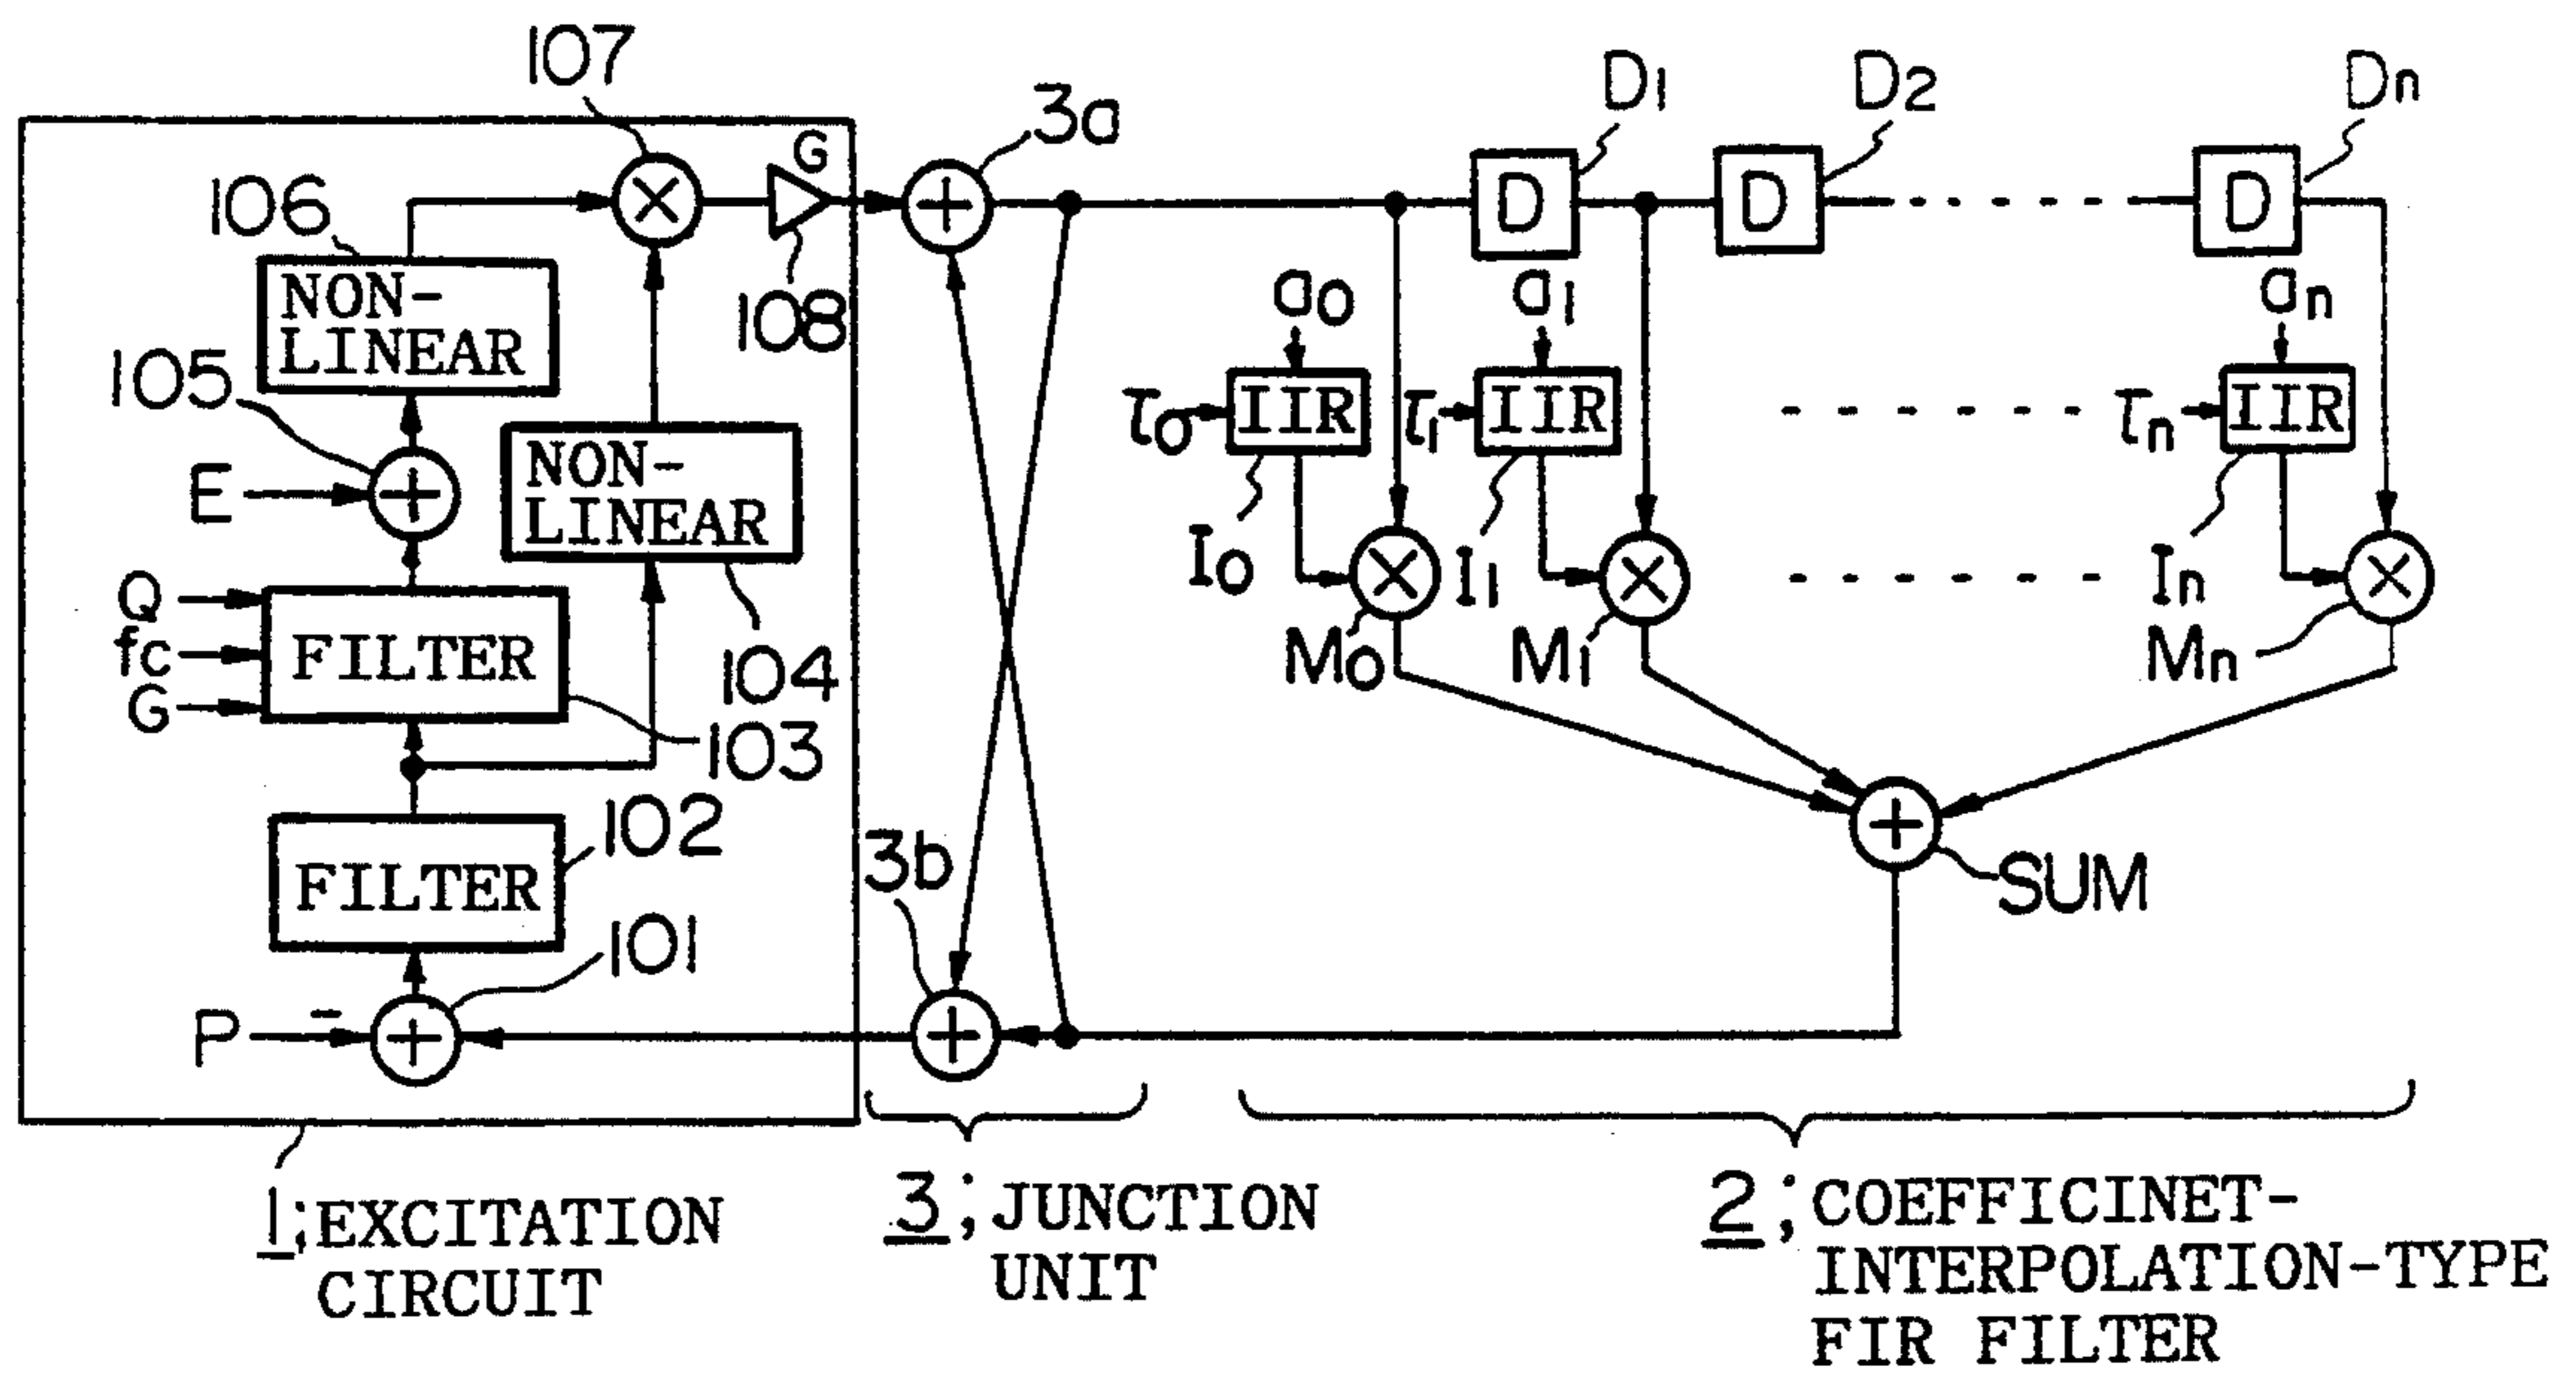 107
3a
D1
D2
Dn
G
106
D
D
D
NON-
LINEAR
108
a0
a1
an
105
τ0
IIR
τ1
IIR
τn
IIR
E
NON-
LINEAR
I0
I1
In
Q
fc
G
FILTER
104
M0
M1
Mn
103
102
FILTER
3b
SUM
101
P
-
1;EXCITATION
CIRCUIT
3;JUNCTION
UNIT
2;COEFFICINET-
INTERPOLATION-TYPE
FIR FILTER